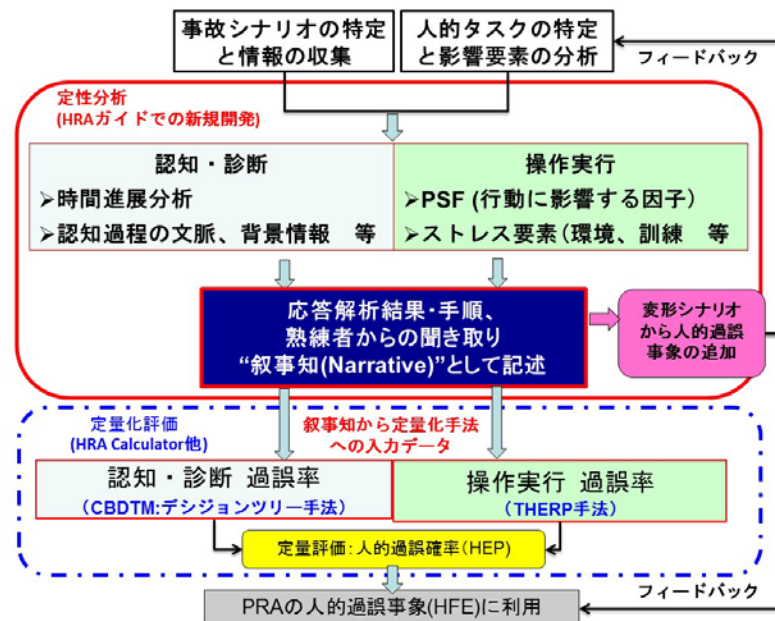 事故シナリオの特定
と情報の収集
人的タスクの特定
と影響要素の分析
フィードバック
定性分析
(HRAガイドでの新規開発)
認知・診断
➢時間進展分析
➢認知過程の文脈、背景情報 等
操作実行
➢PSF (行動に影響する因子)
➢ストレス要素(環境、訓練 等
応答解析結果・手順、
熟練者からの聞き取り
“叙事知(Narrative)”として記述
変形シナリオ
から人的過誤
事象の追加
定量化評価
(HRA Calculator他)
叙事知から定量化手法
への入力データ
認知・診断 過誤率
(CBDTM:デシジョンツリー手法)
操作実行 過誤率
(THERP手法)
定量評価:人的過誤確率(HEP)
PRAの人的過誤事象(HFE)に利用
フィードバック